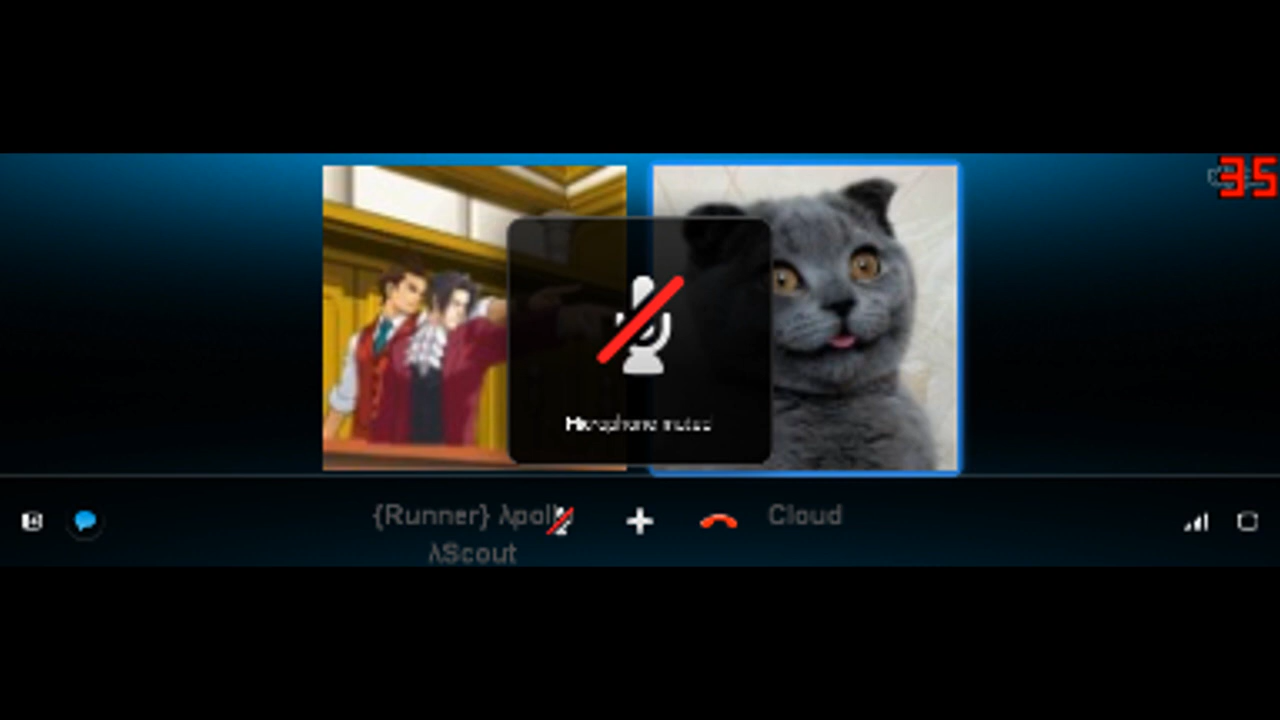 35
Microphone muted
{Runner} λpoll
Cloud
λScout